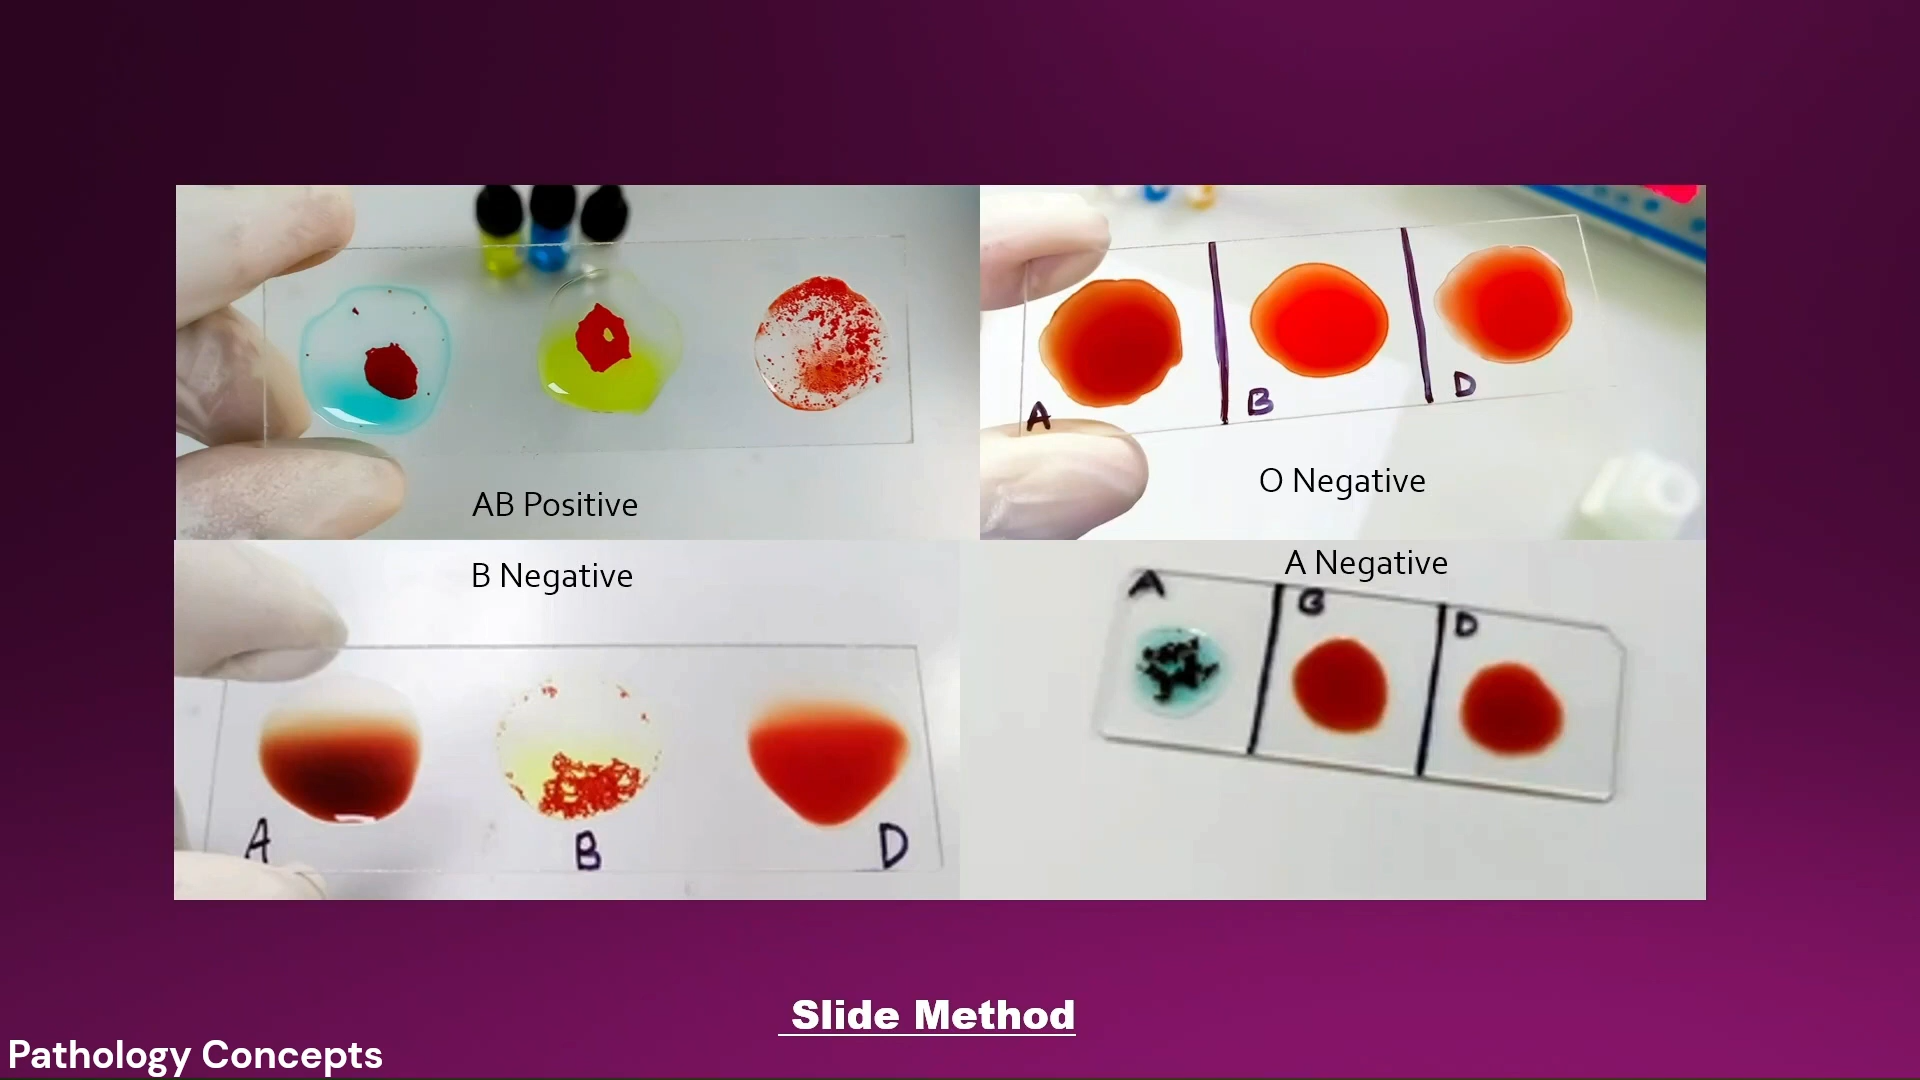 AB Positive
A
B
D
O Negative
B Negative
A
B
D
A Negative
A
B
D
Slide Method
Pathology Concepts